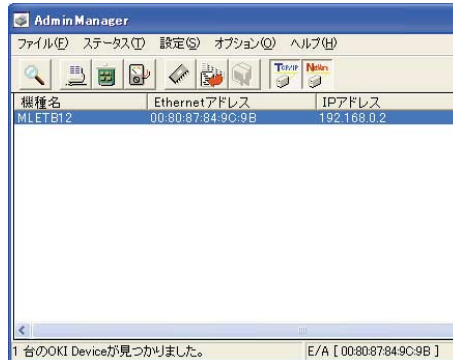 AdminManager
ファイル(F) ステータス(T) 設定(S) オプション(O) ヘルプ(H)
TCP/IP
機種名 Ethernetアドレス IPアドレス
MLETB12 00:80:87:84:9C:9B 192.168.0.2
1 台のOKI Deviceが見つかりました。 E/A [ 00:80:87:84:9C:9B ]